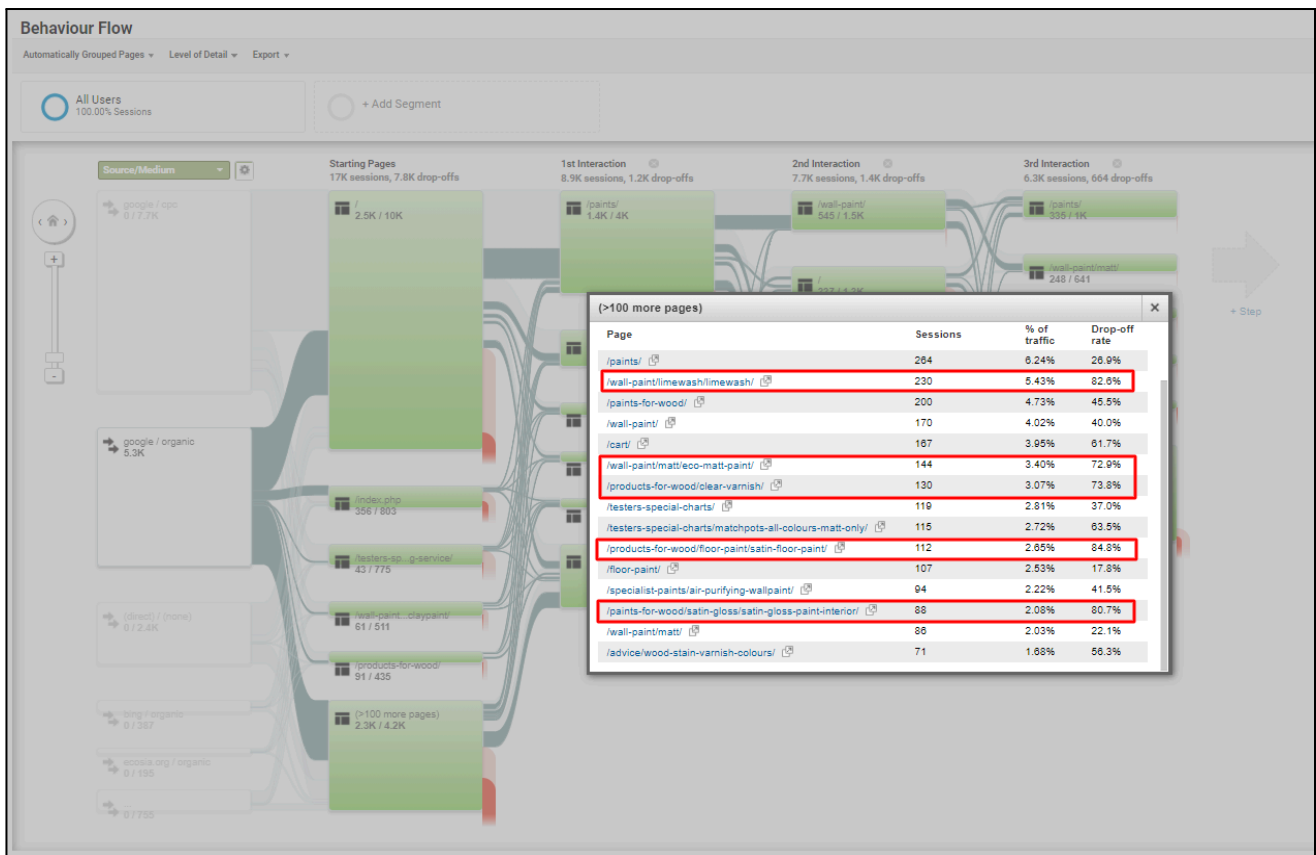 Behaviour Flow
Automatically Grouped Pages Level of Detail Export
All Users
100.00% Sessions
+ Add Segment
Source/Medium
Starting Pages
17K sessions, 7.8K drop-offs
1st Interaction
8.9K sessions, 1.2K drop-offs
2nd Interaction
7.7K sessions, 1.4K drop-offs
3rd Interaction
6.3K sessions, 664 drop-offs
google / cpc
0 / 7.7K
google / organic
5.3K
(direct) / (none)
0 / 2.4K
bing / organic
0 / 387
ecosia.org / organic
0 / 195
...
0 / 755
/
2.5K / 10K
/index.php
356 / 803
/testers-sp...g-service/
43 / 775
/wall-paint...claypaint/
61 / 511
/products-for-wood/
91 / 435
(>100 more pages)
2.3K / 4.2K
/paints/
1.4K / 4K
/wall-paint/
545 / 1.5K
/
/paints/
335 / 1K
/wall-paint/matt/
248 / 641
+ Step
(>100 more pages)
Page Sessions % of traffic Drop-off rate
/paints/ 264 6.24% 26.9%
/wall-paint/limewash/limewash/ 230 5.43% 82.6%
/paints-for-wood/ 200 4.73% 45.5%
/wall-paint/ 170 4.02% 40.0%
/cart/ 167 3.95% 61.7%
/wall-paint/matt/eco-matt-paint/ 144 3.40% 72.9%
/products-for-wood/clear-varnish/ 130 3.07% 73.8%
/testers-special-charts/ 119 2.81% 37.0%
/testers-special-charts/matchpots-all-colours-matt-only/ 115 2.72% 63.5%
/products-for-wood/floor-paint/satin-floor-paint/ 112 2.65% 84.8%
/floor-paint/ 107 2.53% 17.8%
/specialist-paints/air-purifying-wallpaint/ 94 2.22% 41.5%
/paints-for-wood/satin-gloss/satin-gloss-paint-interior/ 88 2.08% 80.7%
/wall-paint/matt/ 86 2.03% 22.1%
/advice/wood-stain-varnish-colours/ 71 1.68% 56.3%